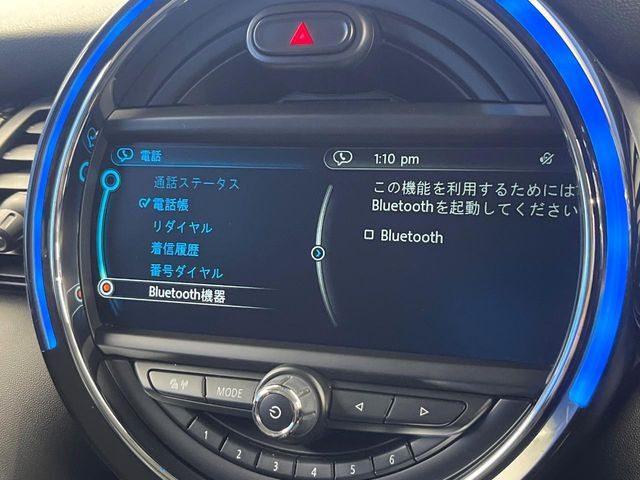 電話
1:10 pm
通話ステータス
電話帳
リダイヤル
着信履歴
番号ダイヤル
Bluetooth機器
この機能を利用するためには
Bluetoothを起動してください
Bluetooth
MODE
1
2
3
4
5
6